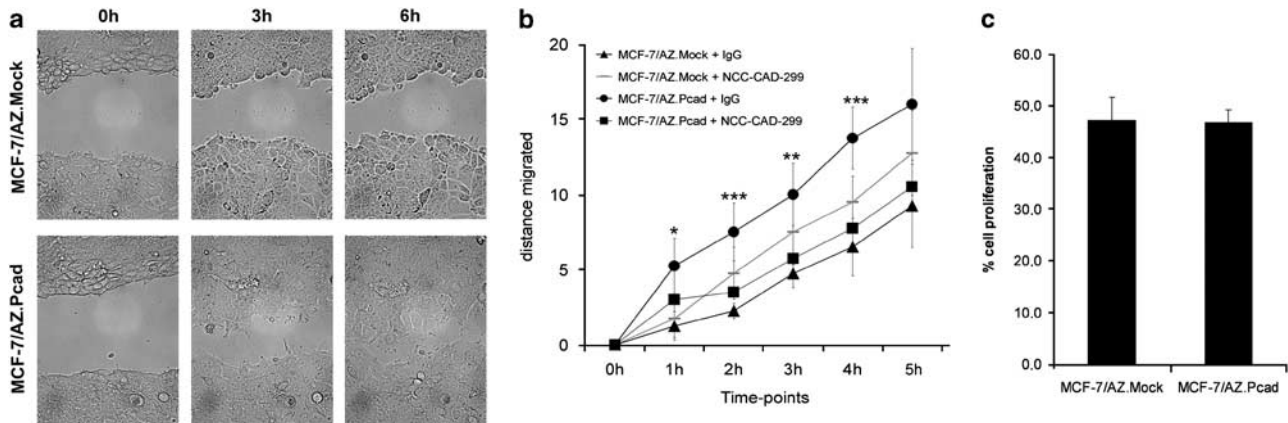 a
0h 3h 6h
MCF-7/AZ.Mock
MCF-7/AZ.Pcad
b
distance migrated
20
15
10
5
0
MCF-7/AZ.Mock + IgG
MCF-7/AZ.Mock + NCC-CAD-299
MCF-7/AZ.Pcad + IgG
MCF-7/AZ.Pcad + NCC-CAD-299
*
***
**
***
0h 1h 2h 3h 4h 5h
Time-points
c
% cell proliferation
60.0
50.0
40.0
30.0
20.0
10.0
0.0
MCF-7/AZ.Mock MCF-7/AZ.Pcad